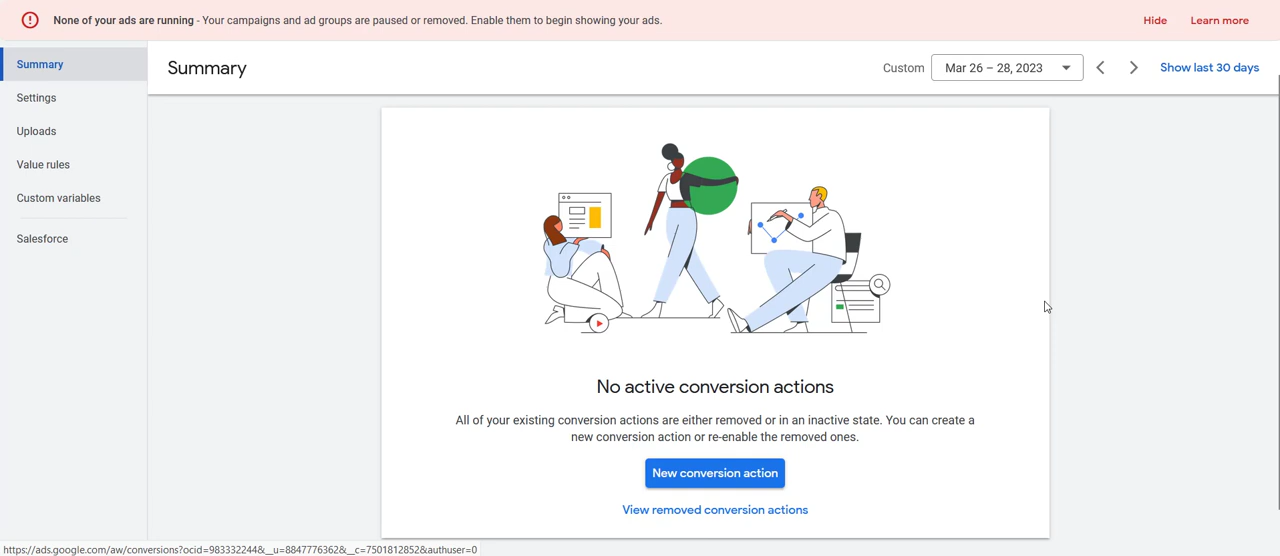 None of your ads are running - Your campaigns and ad groups are paused or removed. Enable them to begin showing your ads.
Hide
Learn more
Summary
Settings
Uploads
Value rules
Custom variables
Salesforce
Summary
Custom
Mar 26 – 28, 2023
Show last 30 days
No active conversion actions
All of your existing conversion actions are either removed or in an inactive state. You can create a
new conversion action or re-enable the removed ones.
New conversion action
View removed conversion actions
https://ads.google.com/aw/conversions?ocid=983332244&__u=8847776362&__c=7501812852&authuser=0